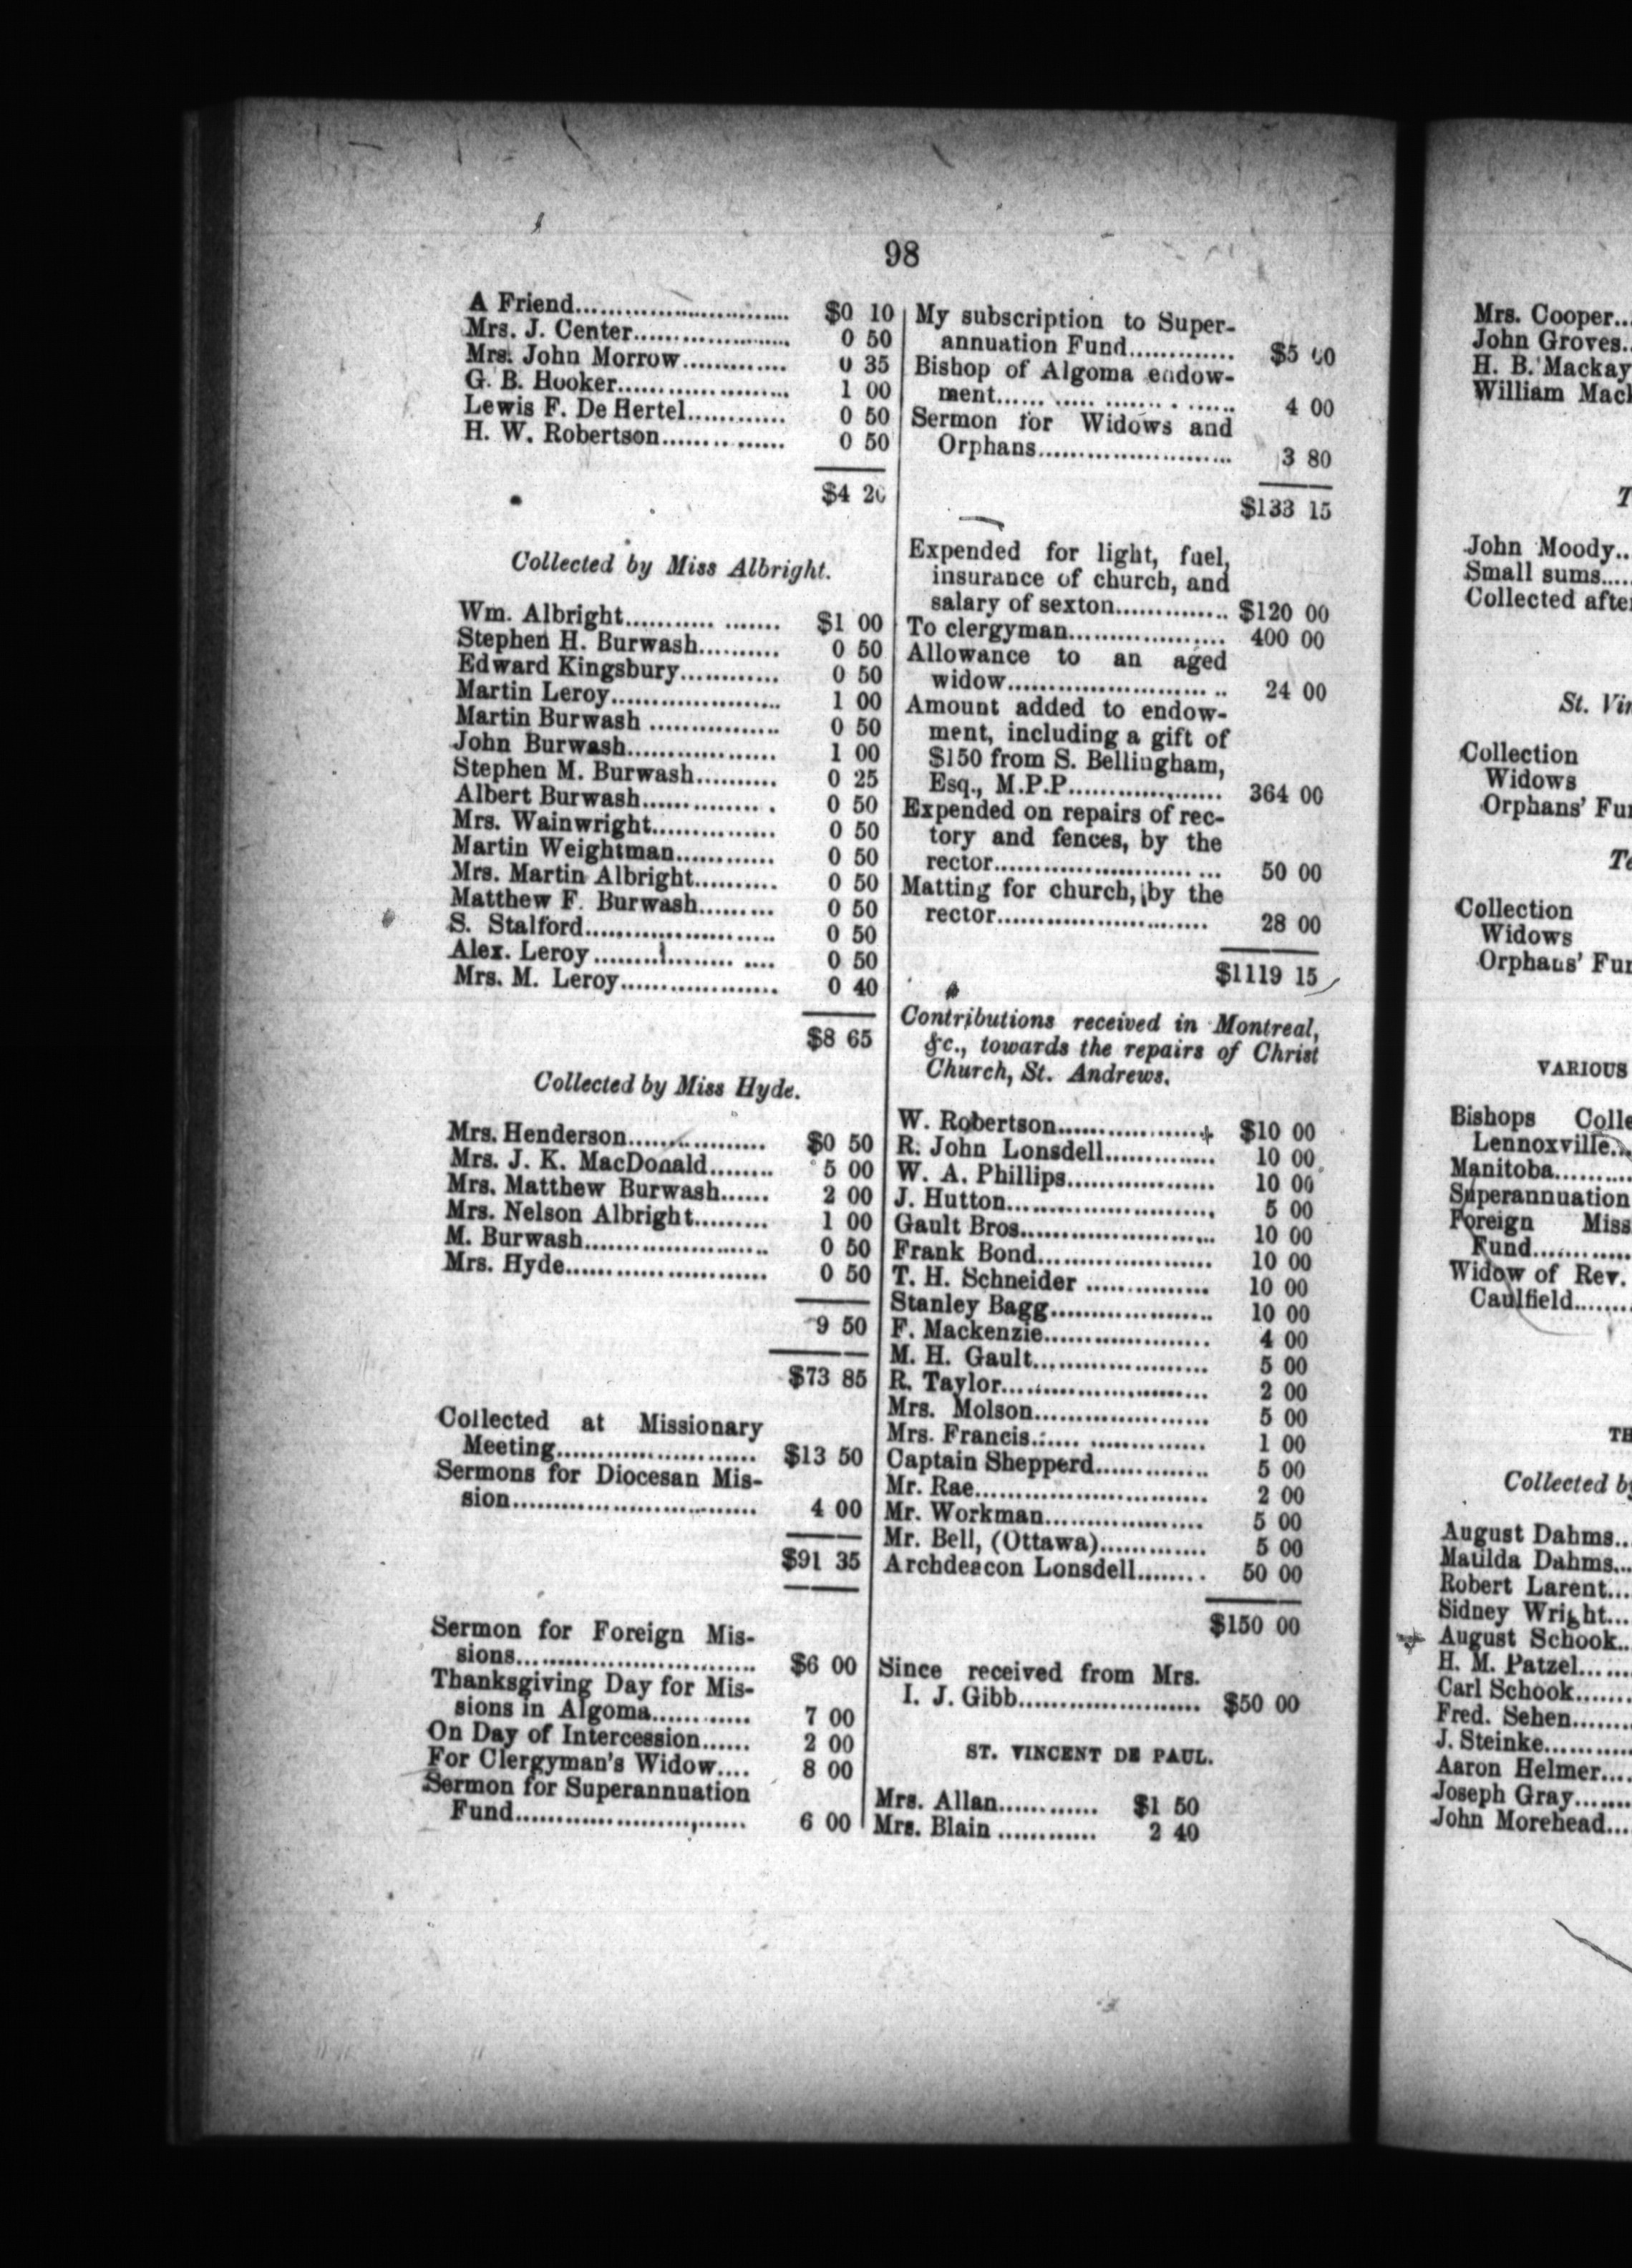 98
A Friend............................ $0 10
Mrs. J. Center..................... 0 50
Mrs. John Morrow............. 0 35
G. B. Hooker..................... 1 00
Lewis F. De Hertel............ 0 50
H. W. Robertson............... 0 50
$4 20
Collected by Miss Albright.
Wm. Albright........... ....... $1 00
Stephen H. Burwash.......... 0 50
Edward Kingsbury............ 0 50
Martin Leroy..................... 1 00
Martin Burwash ................ 0 50
John Burwash.................. 1 00
Stephen M. Burwash.......... 0 25
Albert Burwash.............. . 0 50
Mrs. Wainwright............... 0 50
Martin Weightman............ 0 50
Mrs. Martin Albright.......... 0 50
Matthew F. Burwash......... 0 50
S. Stalford....................... 0 50
Alex. Leroy ................. .... 0 50
Mrs. M. Leroy................... 0 40
$8 65
Collected by Miss Hyde.
Mrs. Henderson................. $0 50
Mrs. J. K. MacDonald........ 5 00
Mrs. Matthew Burwash...... 2 00
Mrs. Nelson Albright......... 1 00
M. Burwash....................... 0 50
Mrs. Hyde........................ 0 50
9 50
$73 85
Collected at Missionary
Meeting........................ $13 50
Sermons for Diocesan Mis-
sion............................. 4 00
$91 35
Sermon for Foreign Mis-
sions............................. $6 00
Thanksgiving Day for Mis-
sions in Algoma............ 7 00
On Day of Intercession...... 2 00
For Clergyman's Widow.... 8 00
Sermon for Superannuation
Fund............................ 6 00
My subscription to Super-
annuation Fund............. $5 00
Bishop of Algoma endow-
ment...... ..... ....... . ...... 4 00
Sermon for Widows and
Orphans....................... 3 80
$133 15
Expended for light, fuel,
insurance of church, and
salary of sexton.............. $120 00
To clergyman................... 400 00
Allowance to an aged
widow........................ .. 24 00
Amount added to endow-
ment, including a gift of
$150 from S. Bellingham,
Esq., M.P.P................... 364 00
Expended on repairs of rec-
tory and fences, by the
rector........................ ... 50 00
Matting for church, by the
rector.......................... 28 00
$1119 15
Contributions received in Montreal,
&c., towards the repairs of Christ
Church, St. Andrews.
W. Robertson................... $10 00
R. John Lonsdell............. 10 00
W. A. Phillips.................. 10 00
J. Hutton......................... 5 00
Gault Bros....................... 10 00
Frank Bond..................... 10 00
T. H. Schneider ............... 10 00
Stanley Bagg.................... 10 00
F. Mackenzie.................... 4 00
M. H. Gault..................... 5 00
R. Taylor......................... 2 00
Mrs. Molson..................... 5 00
Mrs. Francis.:.... .............. 1 00
Captain Shepperd............. 5 00
Mr. Rae........................... 2 00
Mr. Workman................... 5 00
Mr. Bell, (Ottawa)............. 5 00
Archdeacon Lonsdell........ 50 00
$150 00
Since received from Mrs.
I. J. Gibb...................... $50 00
ST. VINCENT DE PAUL.
Mrs. Allan............ $1 50
Mrs. Blain ............ 2 40
Mrs. Cooper...
John Groves..
H. B. Mackay
William
John Moody..
Small sums.....
Collected
St.
Collection
Widows
Orphans'
Collection
Widows
Orphans'
VARIOUS
Bishops
Lennoxville...
Manitoba..........
Superannuation
Foreign
Fund............
Widow of Rev.
Caulfield........
Collected
August Dahms..
Matilda Dahms...
Robert Larent...
Sidney Wright...
August Schook..
H. M. Patzel......
Carl Schook.......
Fred. Sehen.......
J. Steinke..........
Aaron Helmer....
Joseph Gray.......
John Morehead...